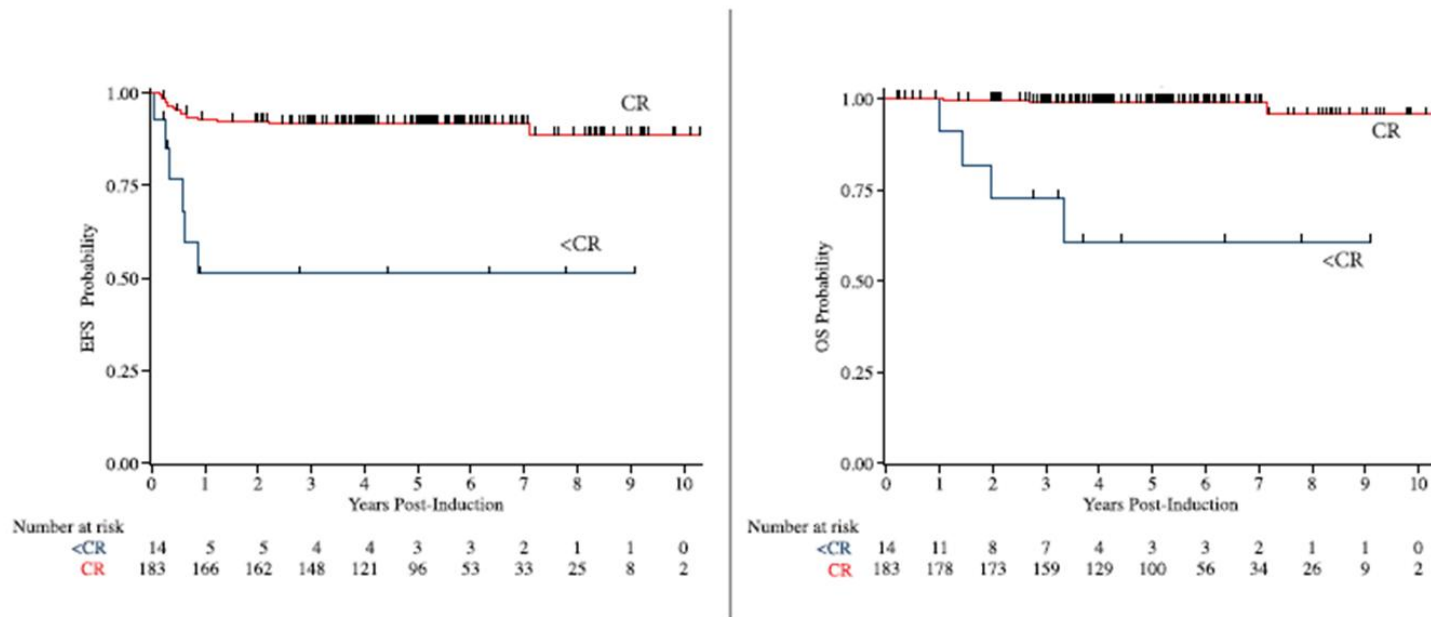 1.00
CR
0.75
<CR
0.50
0.25
0.00
EFS Probability
0 1 2 3 4 5 6 7 8 9 10
Years Post-Induction
Number at risk
<CR 14 5 5 4 4 3 3 2 1 1 0
CR 183 166 162 148 121 96 53 33 25 8 2
1.00
CR
0.75
0.50
<CR
0.25
0.00
OS Probability
0 1 2 3 4 5 6 7 8 9 10
Years Post-Induction
Number at risk
<CR 14 11 8 7 4 3 3 2 1 1 0
CR 183 178 173 159 129 100 56 34 26 9 2